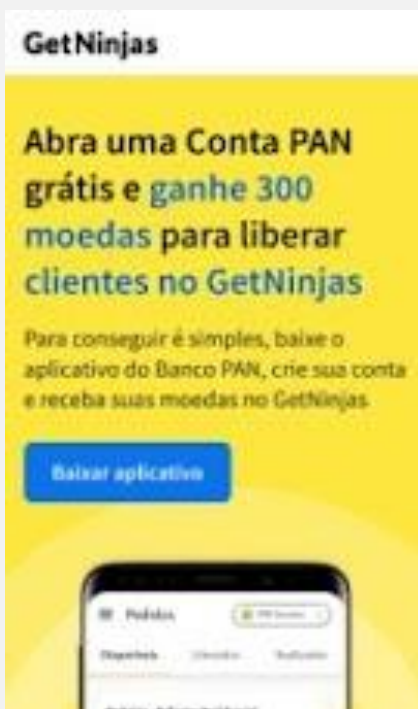 GetNinjas
Abra uma Conta PAN
grátis e ganhe 300
moedas para liberar
clientes no GetNinjas
Para conseguir é simples, baixe o
aplicativo do Banco PAN, crie sua conta
e receba suas moedas no GetNinjas
Baixar aplicativo
Pedidos
Disponíveis